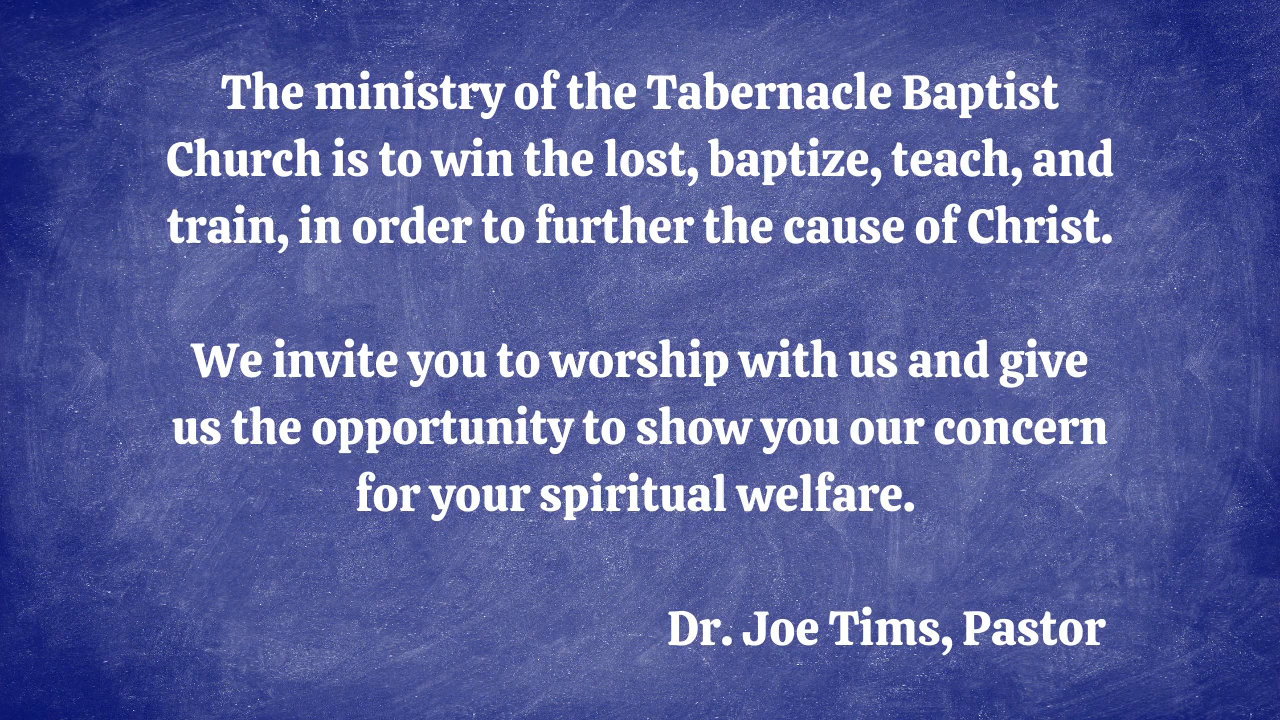 The ministry of the Tabernacle Baptist
Church is to win the lost, baptize, teach, and
train, in order to further the cause of Christ.
We invite you to worship with us and give
us the opportunity to show you our concern
for your spiritual welfare.
Dr. Joe Tims, Pastor